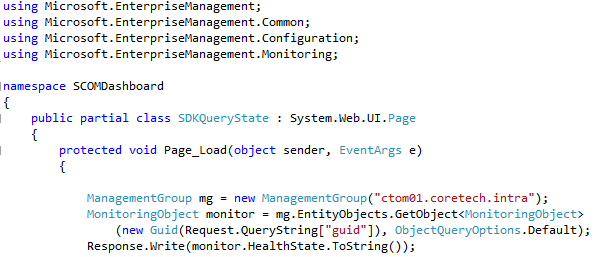 using Microsoft.EnterpriseManagement;
using Microsoft.EnterpriseManagement.Common;
using Microsoft.EnterpriseManagement.Configuration;
using Microsoft.EnterpriseManagement.Monitoring;

namespace SCOMDashboard
{
    public partial class SDKQueryState : System.Web.UI.Page
    {
        protected void Page_Load(object sender, EventArgs e)
        {

            ManagementGroup mg = new ManagementGroup("ctom01.coretech.intra");
            MonitoringObject monitor = mg.EntityObjects.GetObject<MonitoringObject>
                (new Guid(Request.QueryString["guid"]), ObjectQueryOptions.Default);
            Response.Write(monitor.HealthState.ToString());